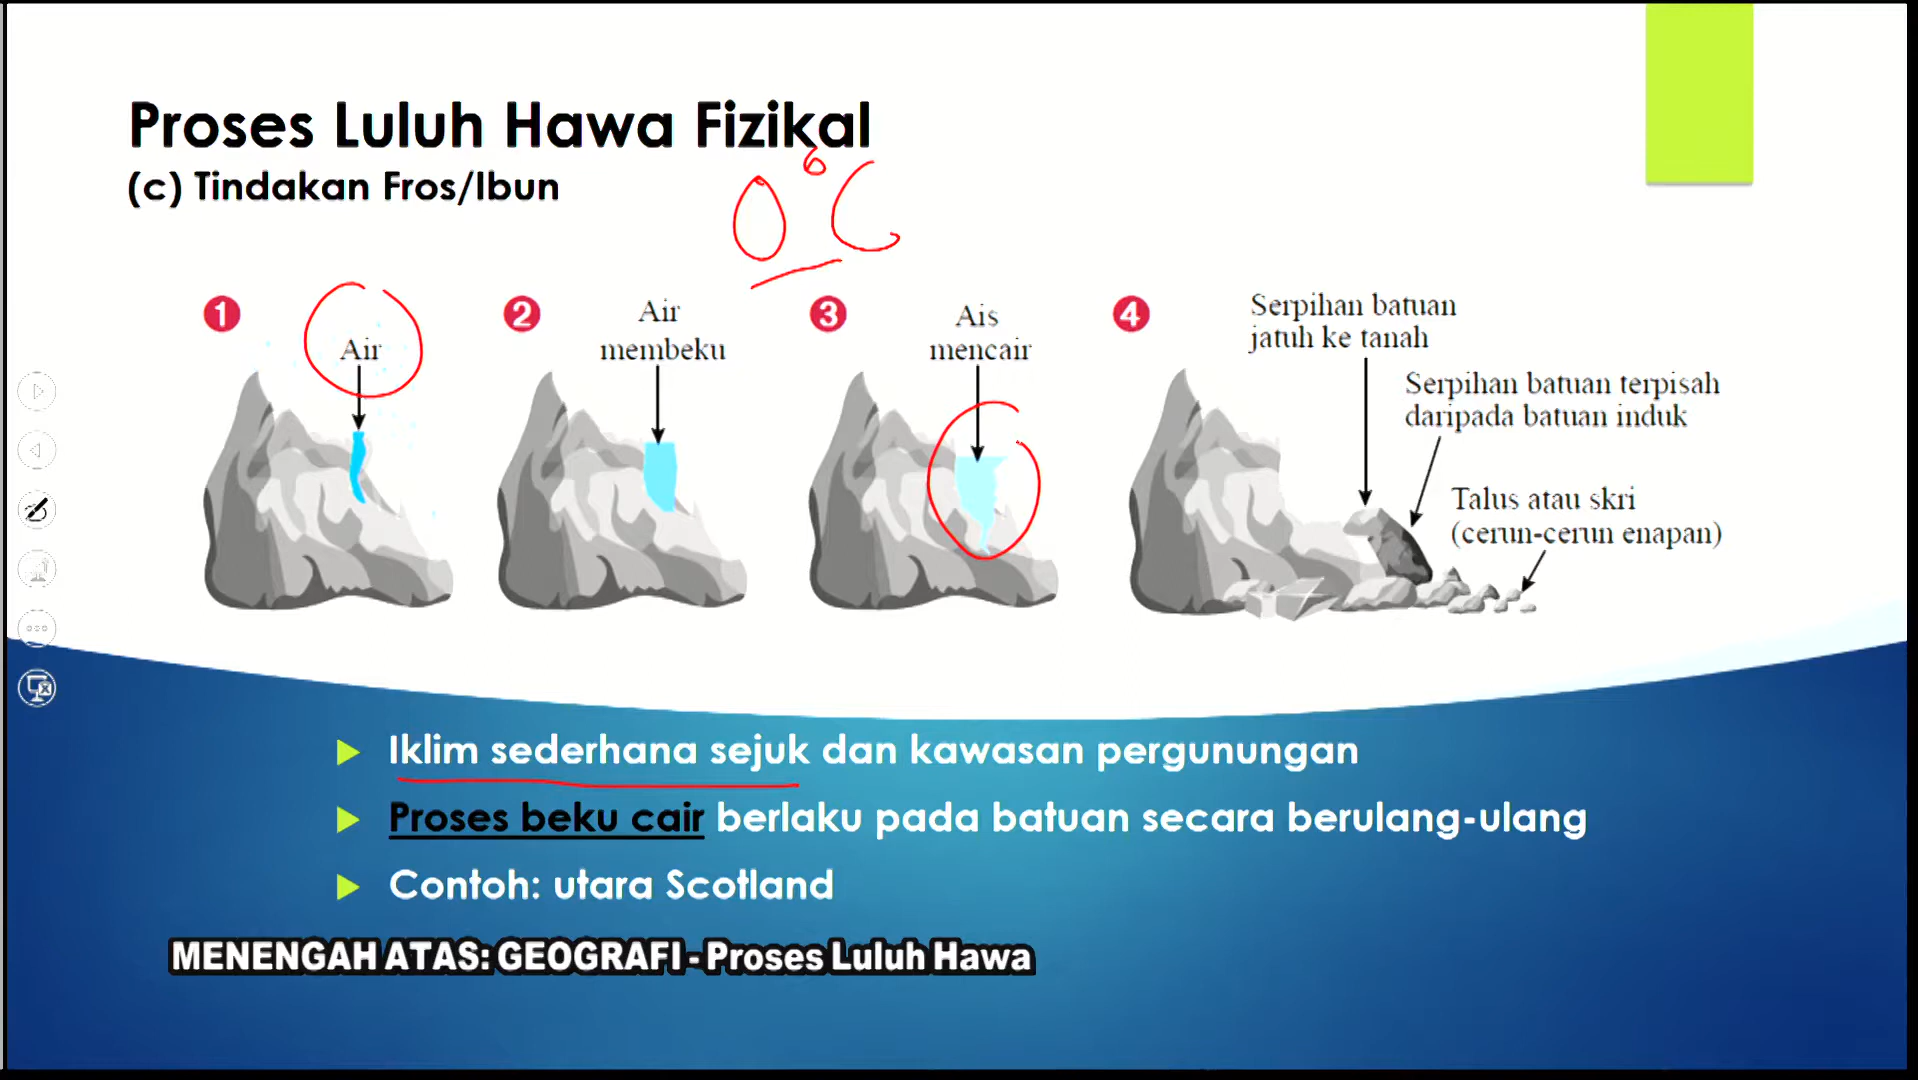 Proses Luluh Hawa Fizikal
(c) Tindakan Fros/Ibun
0°C
1
Air
2
Air
membeku
3
Ais
mencair
4
Serpihan batuan
jatuh ke tanah
Serpihan batuan terpisah
daripada batuan induk
Talus atau skri
(cerun-cerun enapan)
Iklim sederhana sejuk dan kawasan pergunungan
Proses beku cair berlaku pada batuan secara berulang-ulang
Contoh: utara Scotland
MENENGAH ATAS: GEOGRAFI - Proses Luluh Hawa